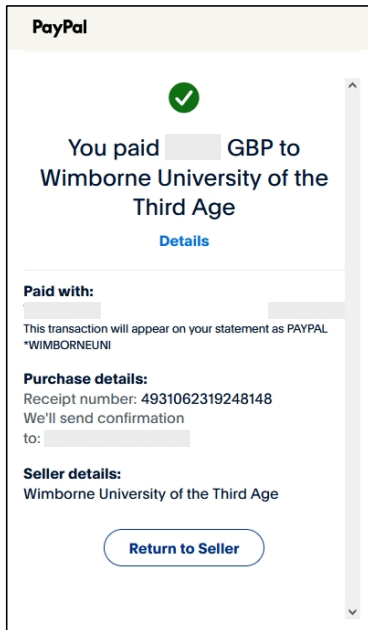 PayPal
You paid GBP to
Wimborne University of the
Third Age
Details
Paid with:
This transaction will appear on your statement as PAYPAL
*WIMBORNEUNI
Purchase details:
Receipt number: 4931062319248148
We'll send confirmation
to:
Seller details:
Wimborne University of the Third Age
Return to Seller